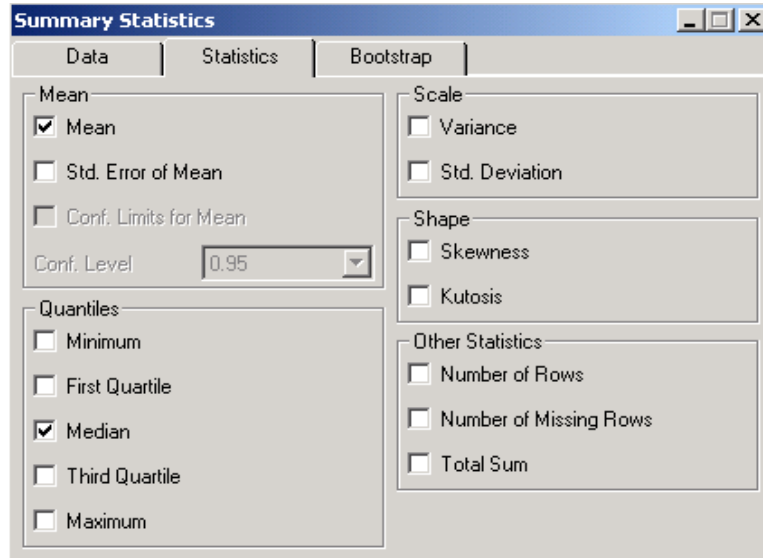 Summary Statistics
Data Statistics Bootstrap
Mean
Mean
Std. Error of Mean
Conf. Limits for Mean
Conf. Level 0.95
Quantiles
Minimum
First Quartile
Median
Third Quartile
Maximum
Scale
Variance
Std. Deviation
Shape
Skewness
Kutosis
Other Statistics
Number of Rows
Number of Missing Rows
Total Sum